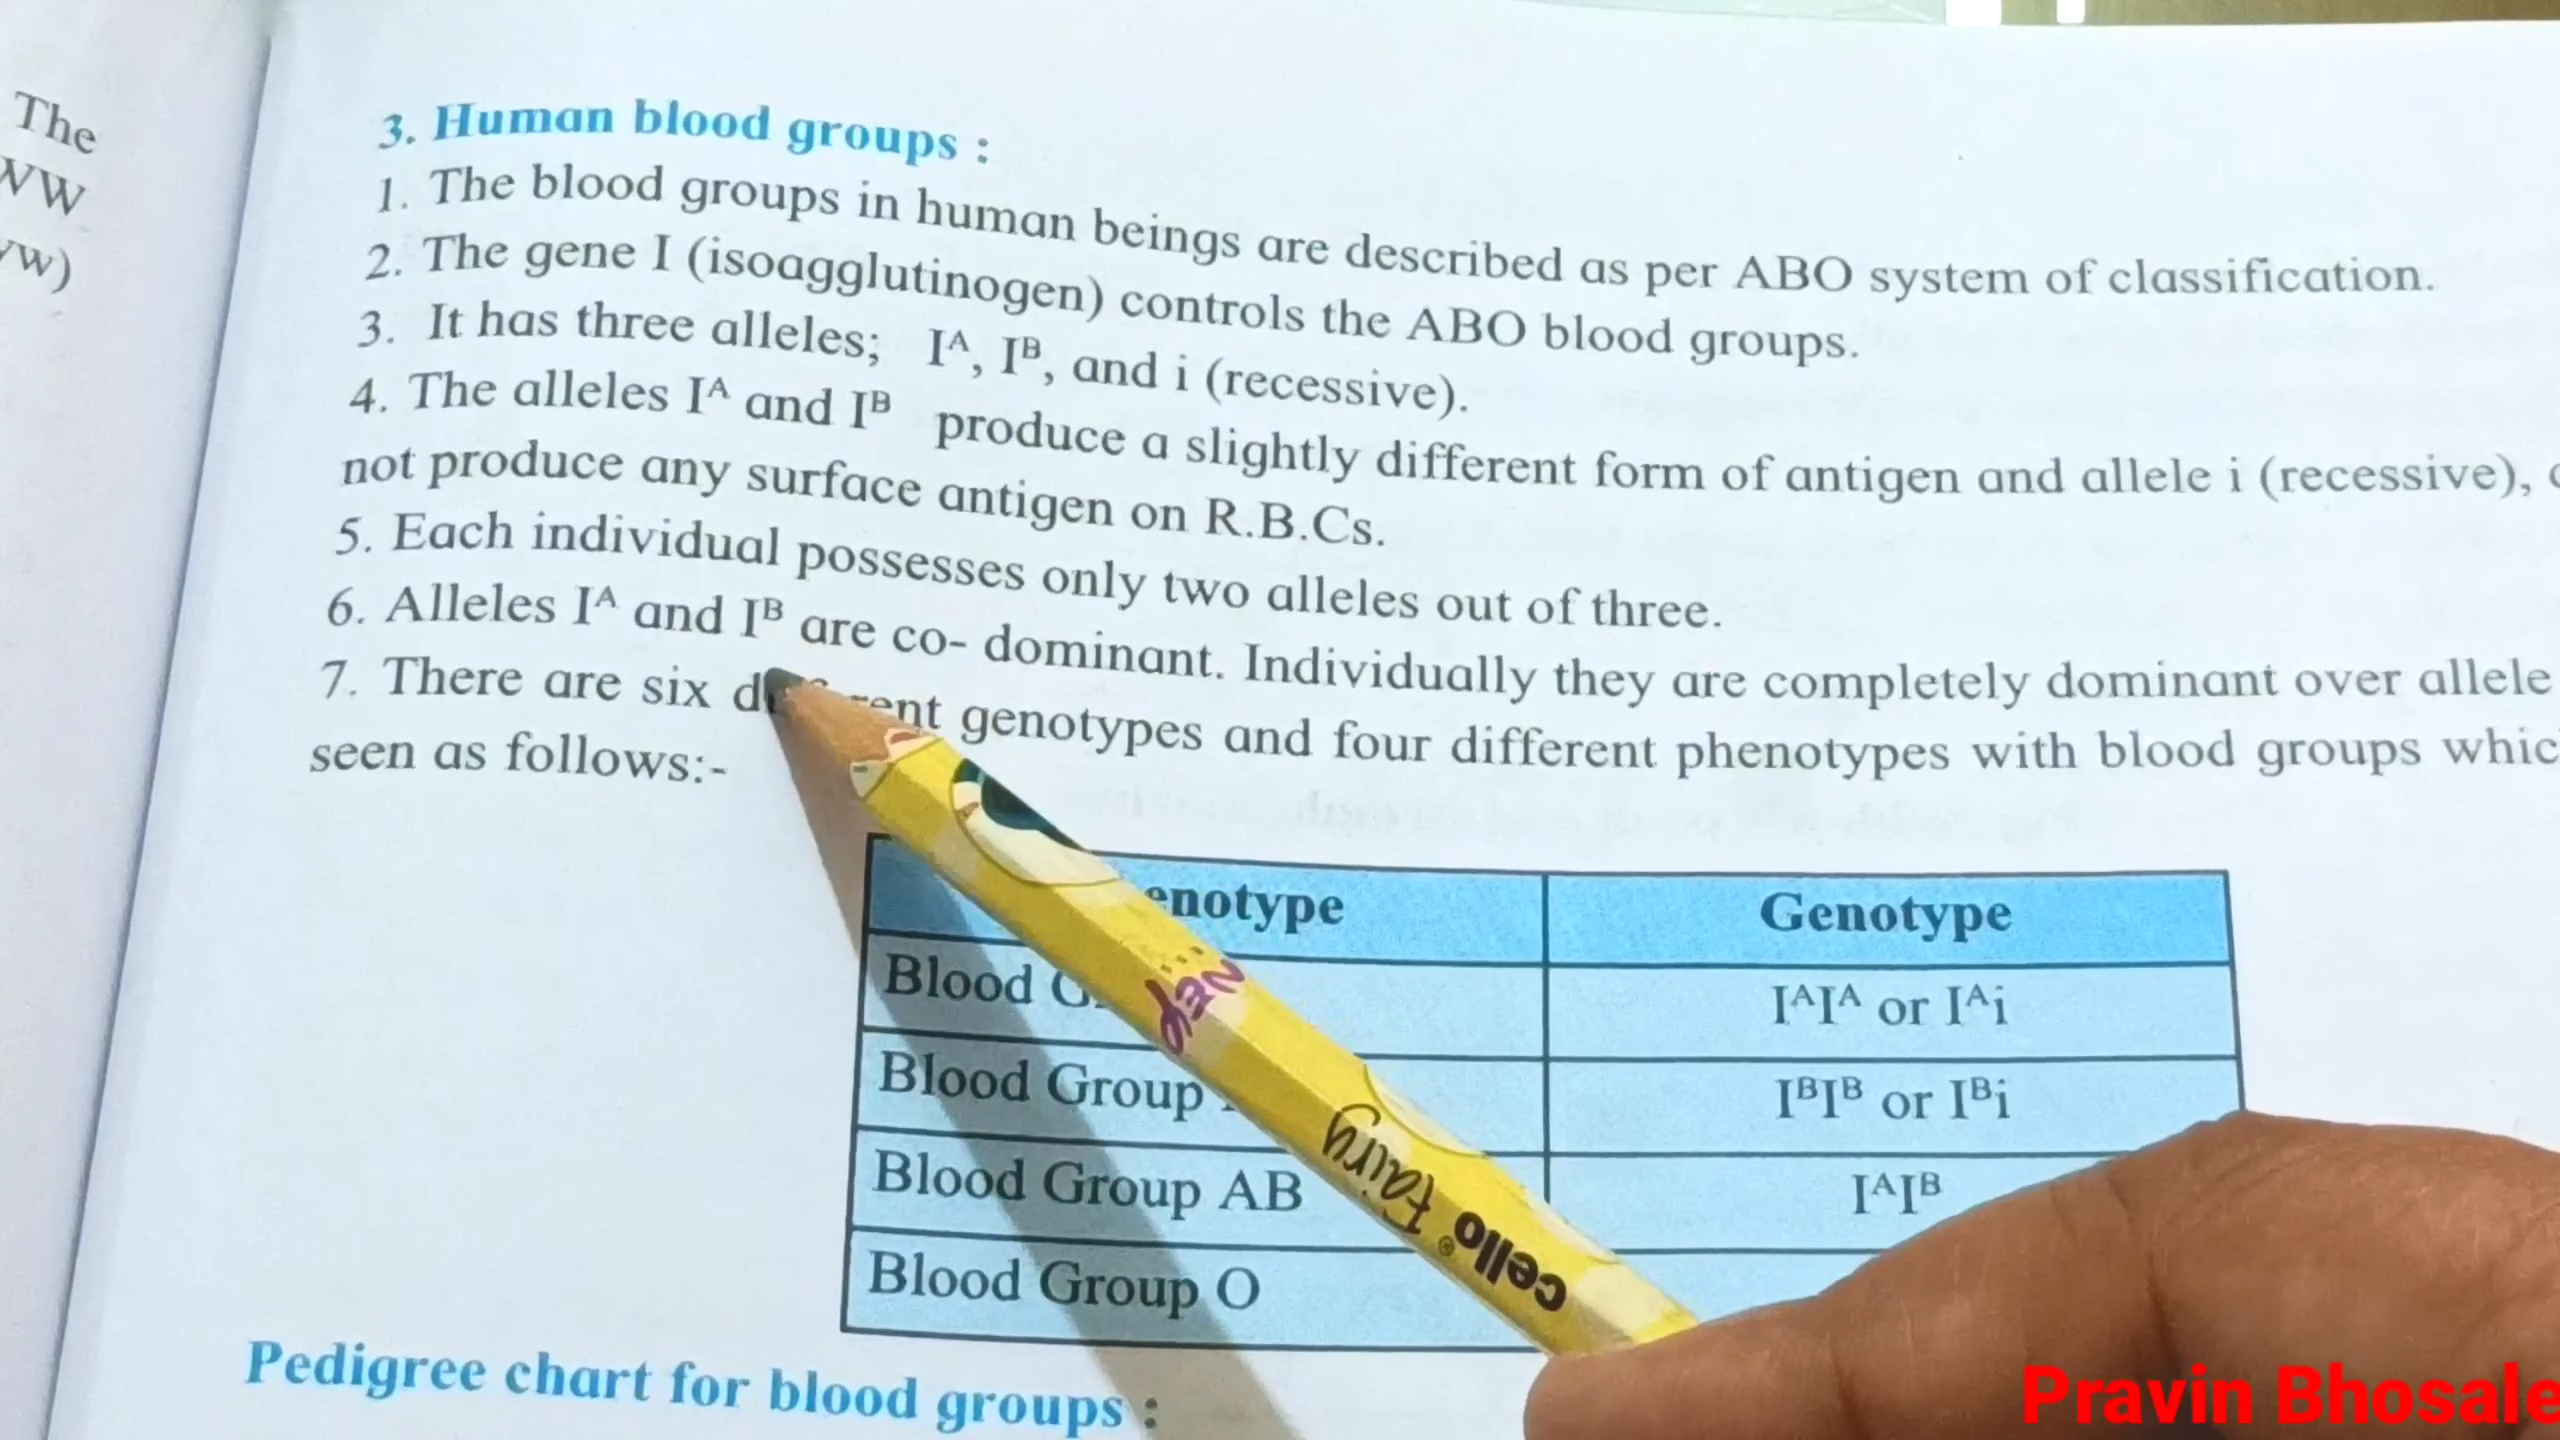 The
WW
w)
3. Human blood groups :
1. The blood groups in human beings are described as per ABO system of classification.
2. The gene I (isoagglutinogen) controls the ABO blood groups.
3. It has three alleles; Iᴬ, Iᴮ, and i (recessive).
4. The alleles Iᴬ and Iᴮ produce a slightly different form of antigen and allele i (recessive),
not produce any surface antigen on R.B.Cs.
5. Each individual possesses only two alleles out of three.
6. Alleles Iᴬ and Iᴮ are co- dominant. Individually they are completely dominant over allele
7. There are six genotypes and four different phenotypes with blood groups
seen as follows:-
enotype Genotype
Blood IᴬIᴬ or Iᴬi
Blood Group IᴮIᴮ or Iᴮi
Blood Group AB IᴬIᴮ
Blood Group O
Pedigree chart for blood groups :
cello® Fairy
Pravin Bhosale